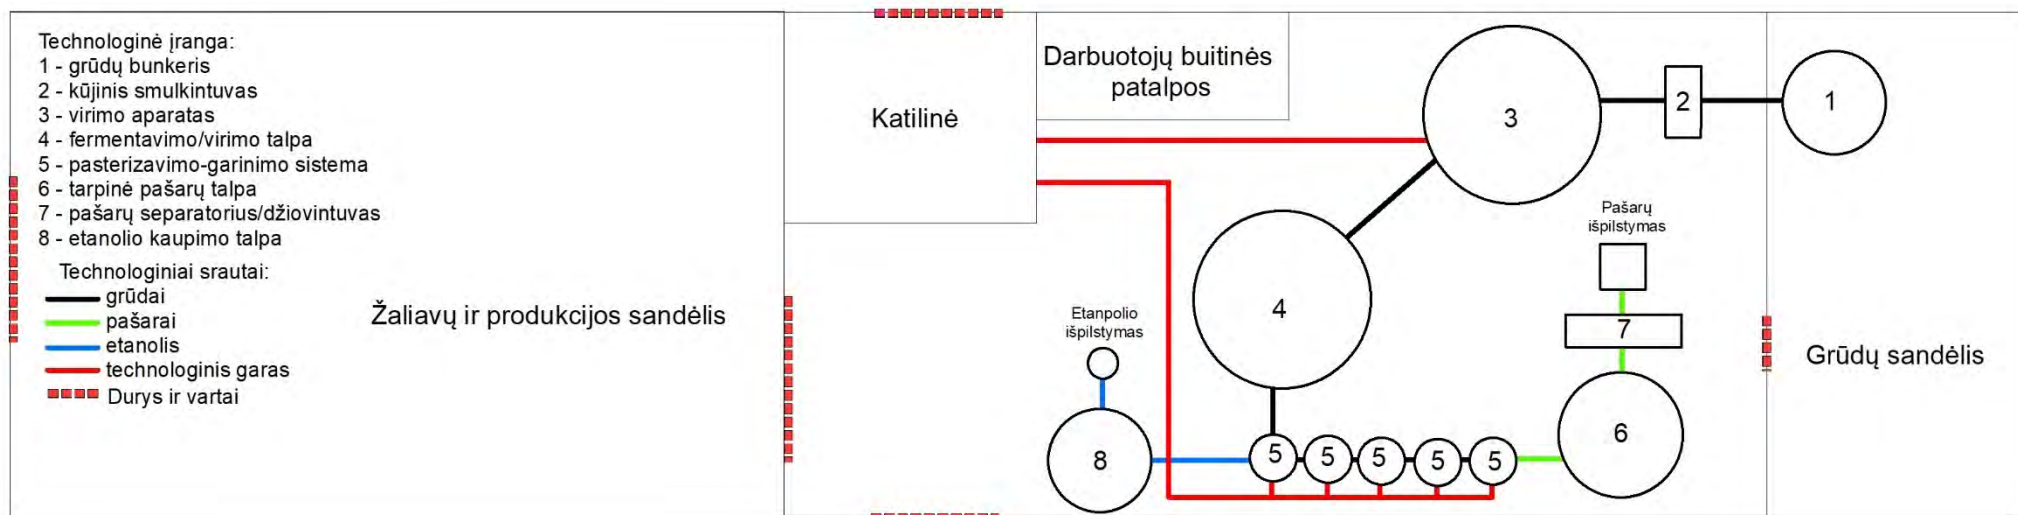 Technologinė įranga:
1 - grūdų bunkeris
2 - kūjinis smulkintuvas
3 - virimo aparatas
4 - fermentavimo/virimo talpa
5 - pasterizavimo-garinimo sistema
6 - tarpinė pašarų talpa
7 - pašarų separatorius/džiovintuvas
8 - etanolio kaupimo talpa
Technologiniai srautai:
grūdai
pašarai
etanolis
technologinis garas
Durys ir vartai
Žaliavų ir produkcijos sandėlis
Katilinė
Darbuotojų buitinės
patalpos
3
2
1
4
Pašarų
išpilstymas
7
6
Etanpolio
išpilstymas
8
5
5
5
5
5
Grūdų sandėlis